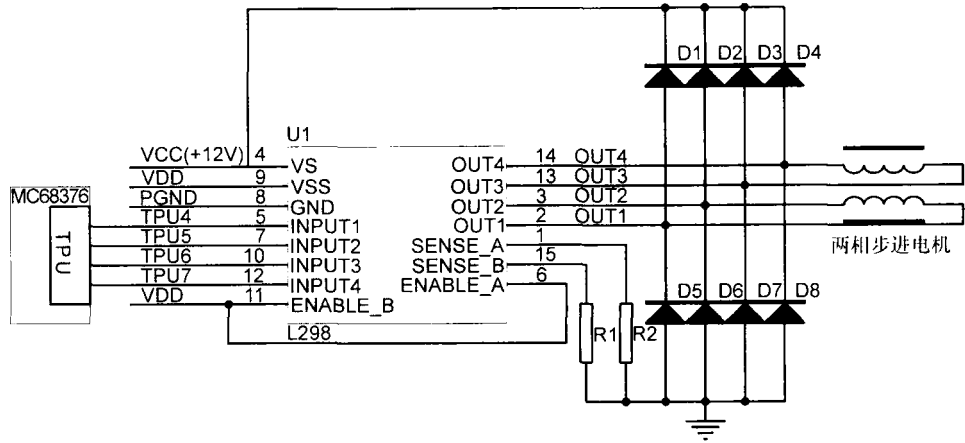 D1 D2 D3 D4
U1
VCC(+12V) 4 VS OUT4 14 OUT4
VDD 9 VSS OUT3 13 OUT3
MC68376 PGND 8 GND OUT2 3 OUT2
TPU4 5 INPUT1 OUT1 2 OUT1
TPU TPU5 7 INPUT2 SENSE_A 1 两相步进电机
TPU6 10 INPUT3 SENSE_B 15
TPU7 12 INPUT4 ENABLE_A 6
VDD 11 ENABLE_B D5 D6 D7 D8
L298 R1 R2